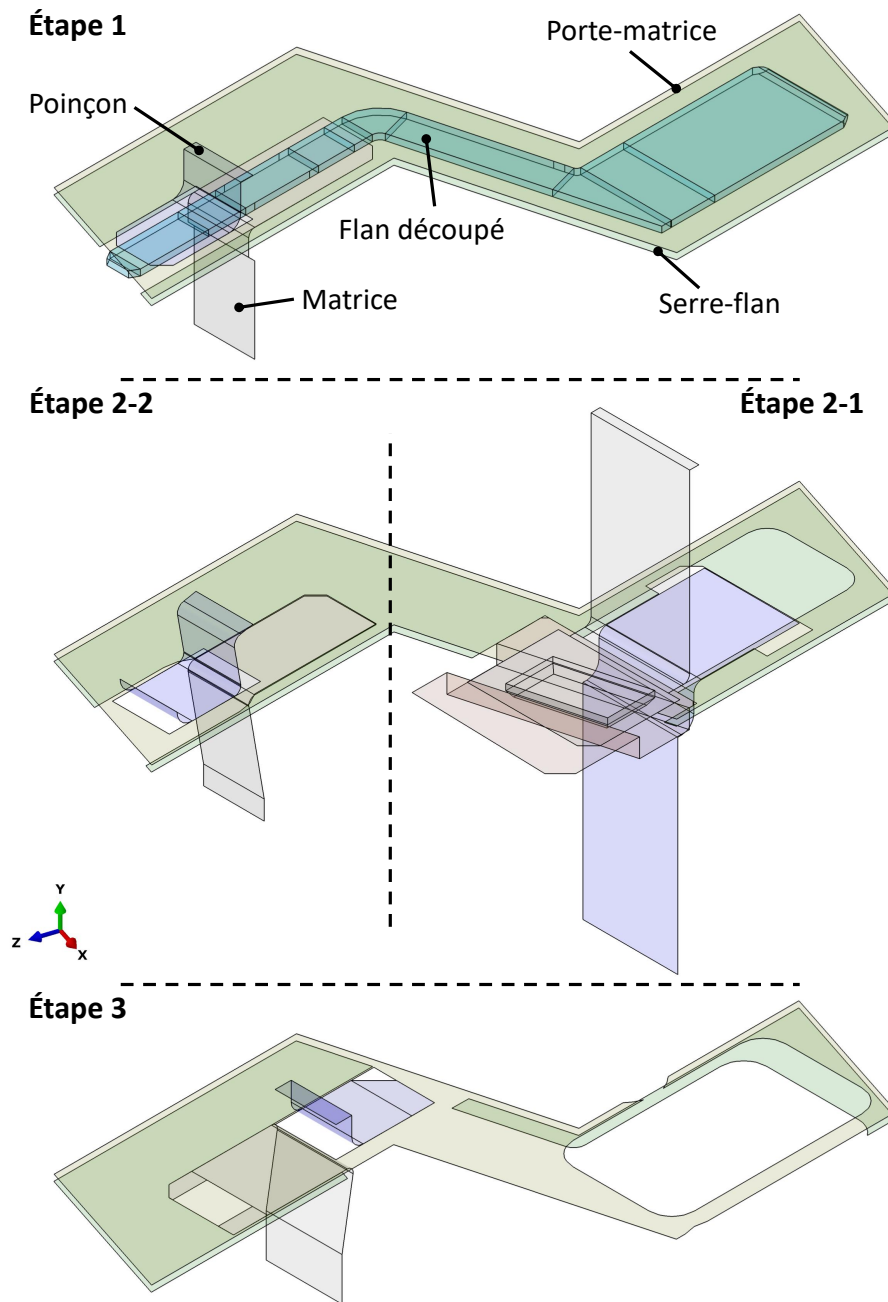 Étape 1
Porte-matrice
Poinçon
Flan découpé
Matrice
Serre-flan
Étape 2-2
Étape 2-1
Y
Z
X
Étape 3